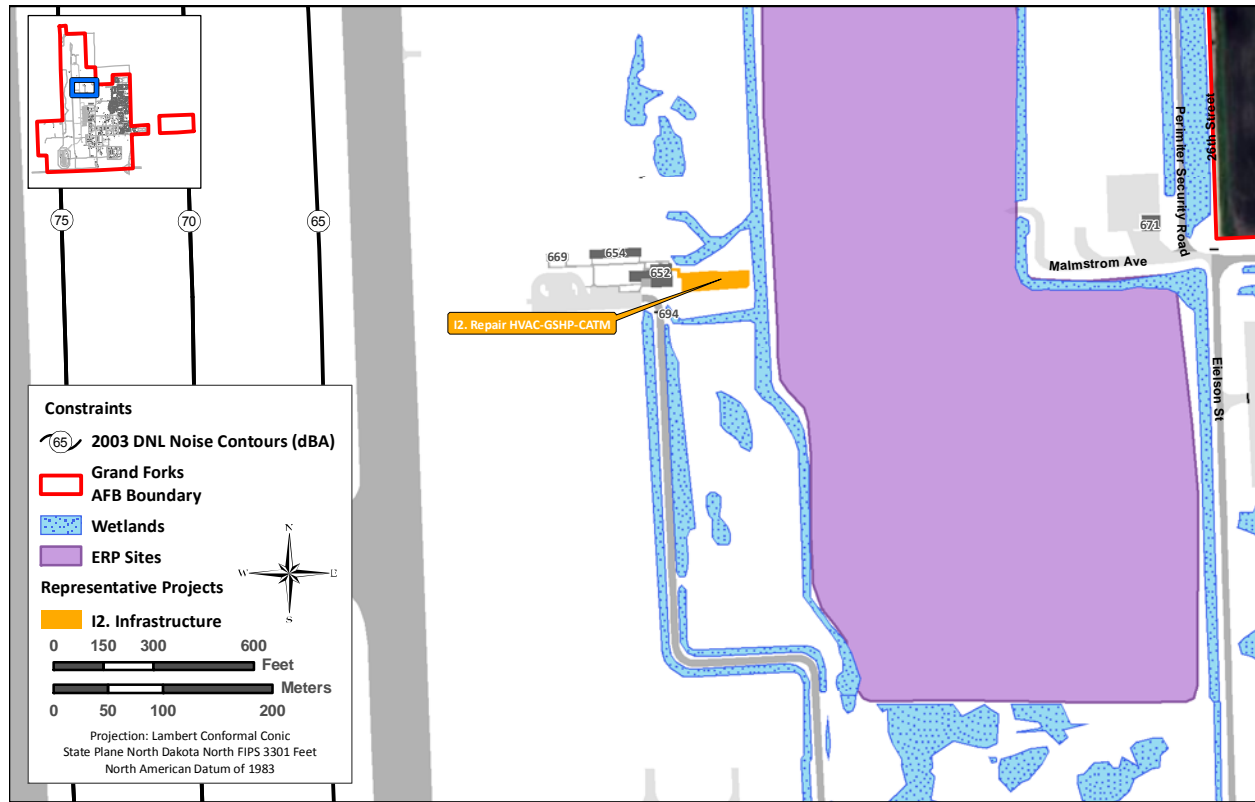 75
70
65
669
654
652
694
671
Perimiter Security Road
26th Street
Malmstrom Ave
Eielson St
I2. Repair HVAC-GSHP-CATM
Constraints
65
2003 DNL Noise Contours (dBA)
Grand Forks
AFB Boundary
Wetlands
ERP Sites
Representative Projects
I2. Infrastructure
N
W
E
S
0 150 300 600
Feet
Meters
0 50 100 200
Projection: Lambert Conformal Conic
State Plane North Dakota North FIPS 3301 Feet
North American Datum of 1983